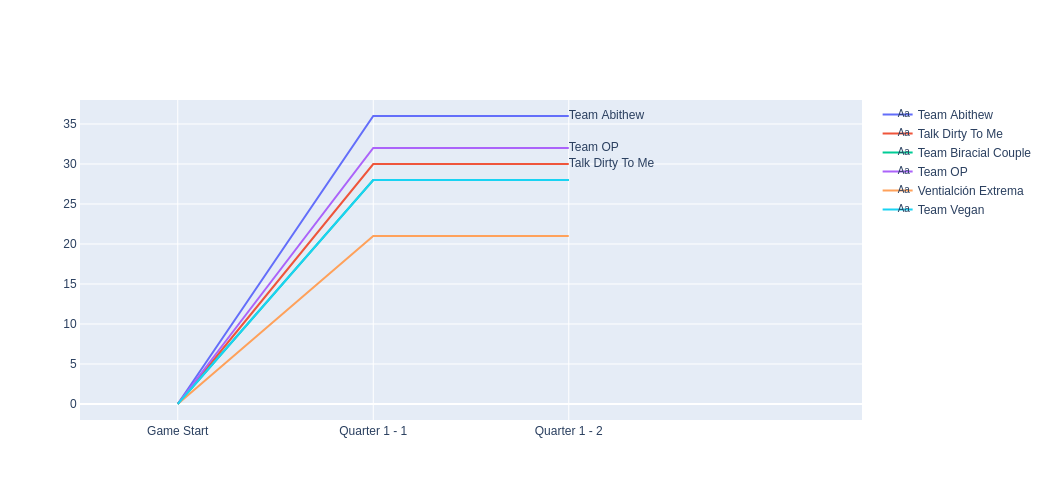 35
30
25
20
15
10
5
0
Game Start
Quarter 1 - 1
Quarter 1 - 2
Team Abithew
Team OP
Talk Dirty To Me
Aa Team Abithew
Aa Talk Dirty To Me
Aa Team Biracial Couple
Aa Team OP
Aa Ventialción Extrema
Aa Team Vegan